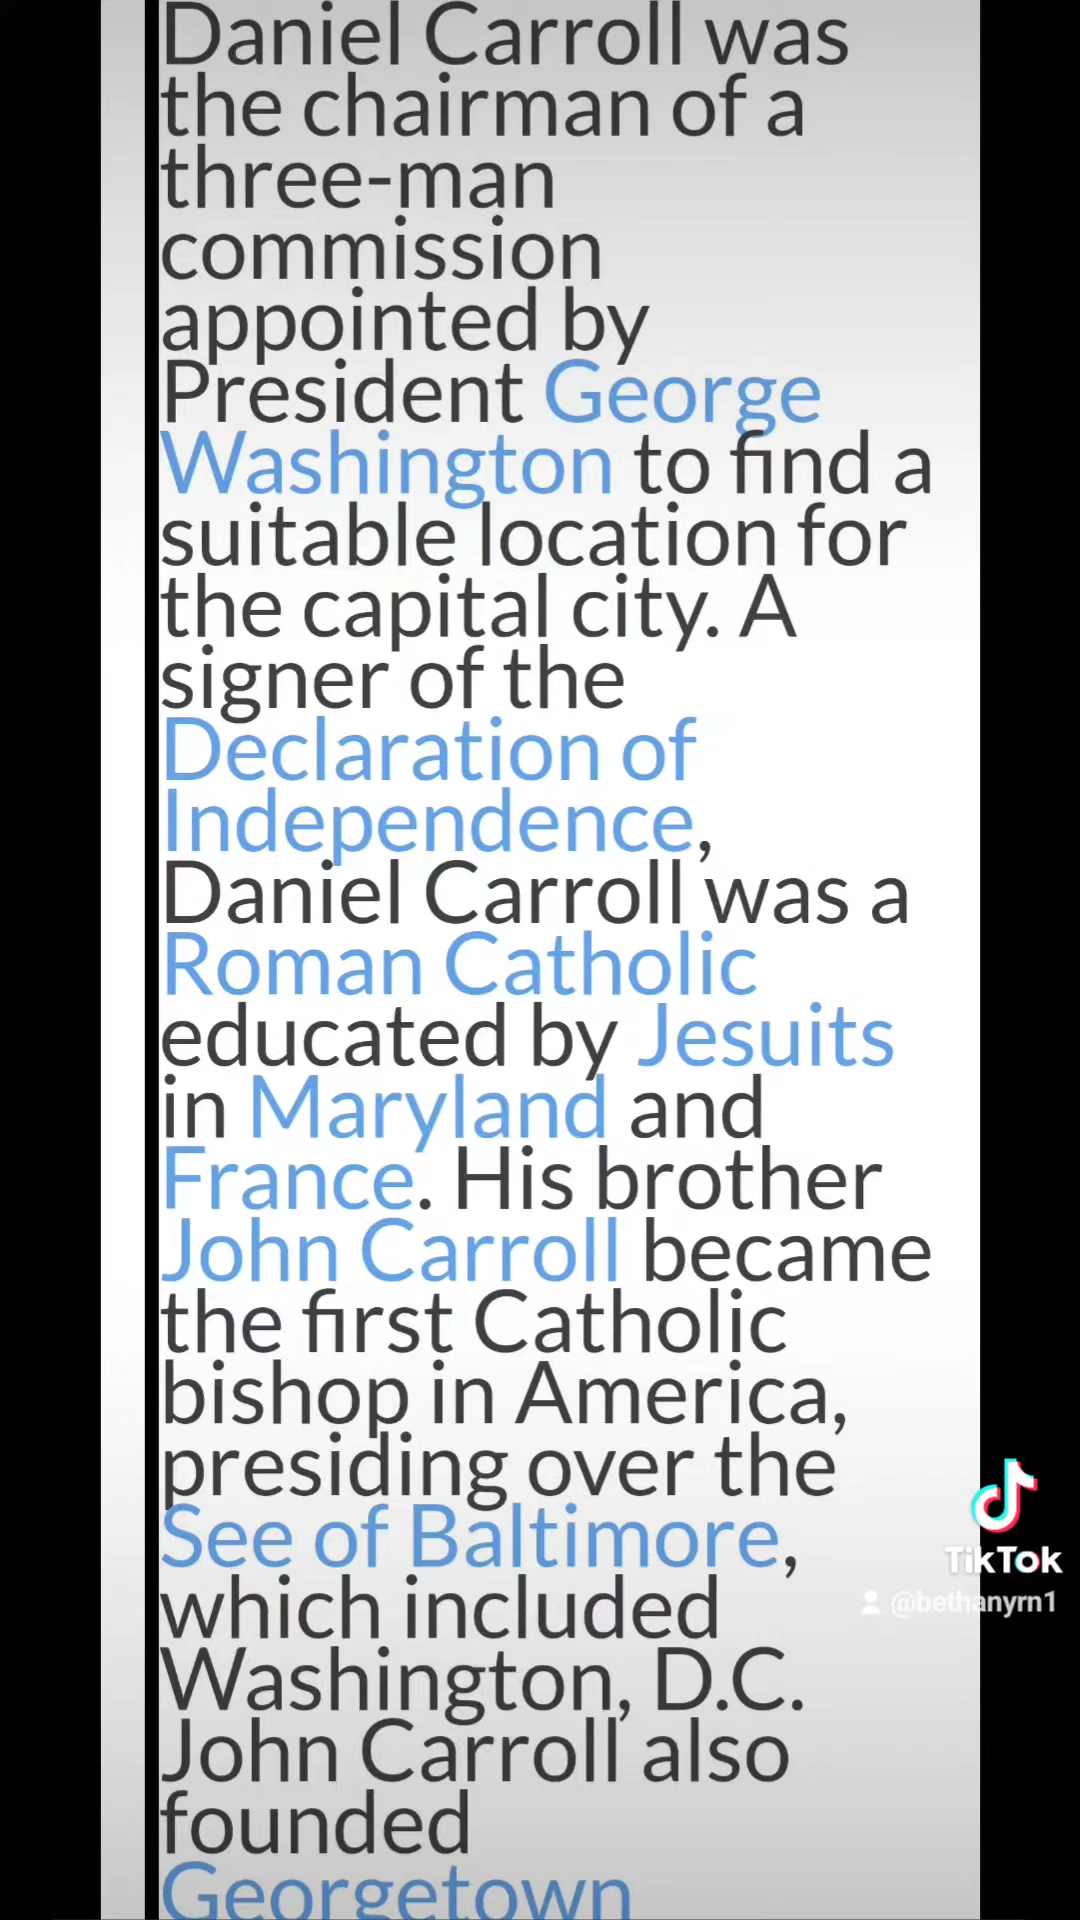 Daniel Carroll was
the chairman of a
three-man
commission
appointed by
President George
Washington to find a
suitable location for
the capital city. A
signer of the
Declaration of
Independence,
Daniel Carroll was a
Roman Catholic
educated by Jesuits
in Maryland and
France. His brother
John Carroll became
the first Catholic
bishop in America,
presiding over the
See of Baltimore,
which included
Washington, D.C.
John Carroll also
founded
Georgetown
TikTok
@bethanyrn1